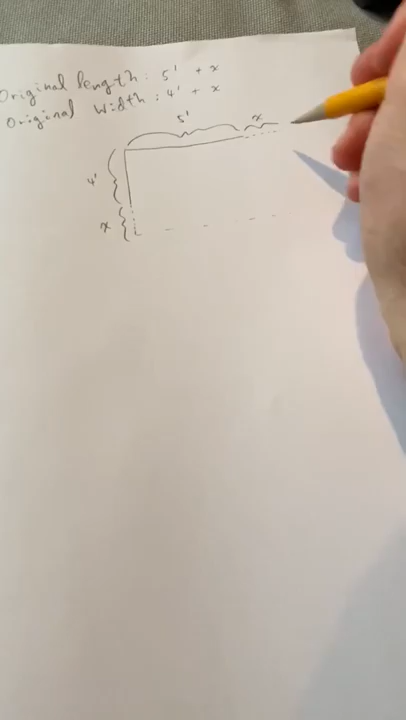 Original length : 5' + x
Original Width : 4' + x
5'
x
4'
x